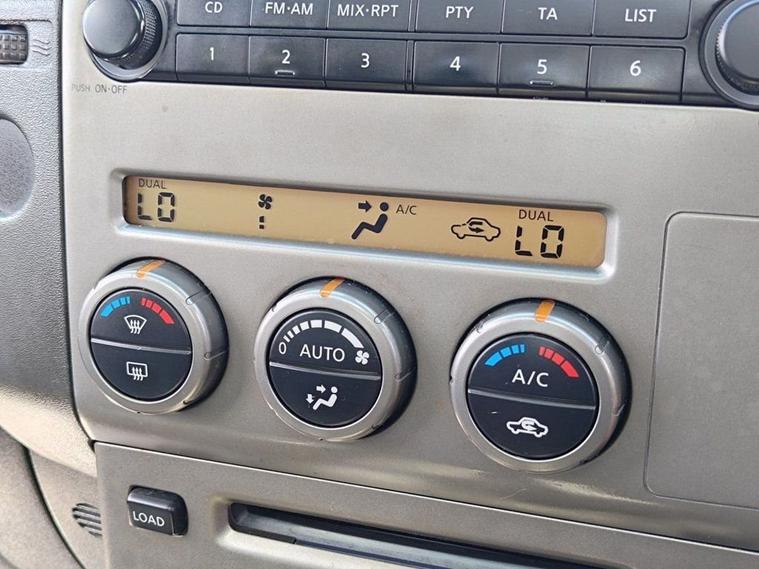 CD FM·AM MIX·RPT PTY TA LIST
1 2 3 4 5 6
PUSH ON·OFF
DUAL A/C DUAL
LO LO
0 AUTO
A/C
LOAD